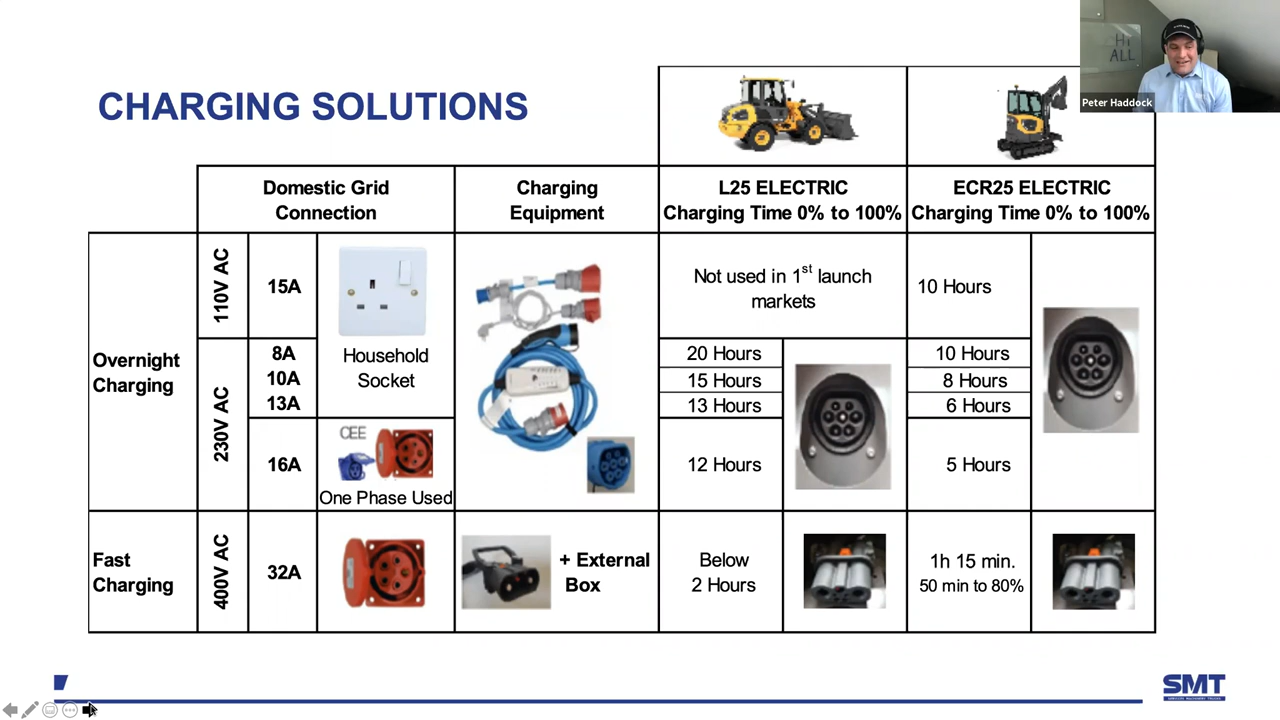 HI
ALL
Peter Haddock
CHARGING SOLUTIONS
Domestic Grid
Connection
Charging
Equipment
L25 ELECTRIC
Charging Time 0% to 100%
ECR25 ELECTRIC
Charging Time 0% to 100%
Overnight
Charging
110V AC
15A
Household
Socket
Not used in 1st launch
markets
10 Hours
230V AC
8A
10A
13A
20 Hours
15 Hours
13 Hours
10 Hours
8 Hours
6 Hours
16A
CEE
One Phase Used
12 Hours
5 Hours
Fast
Charging
400V AC
32A
+ External
Box
Below
2 Hours
1h 15 min.
50 min to 80%
SMT